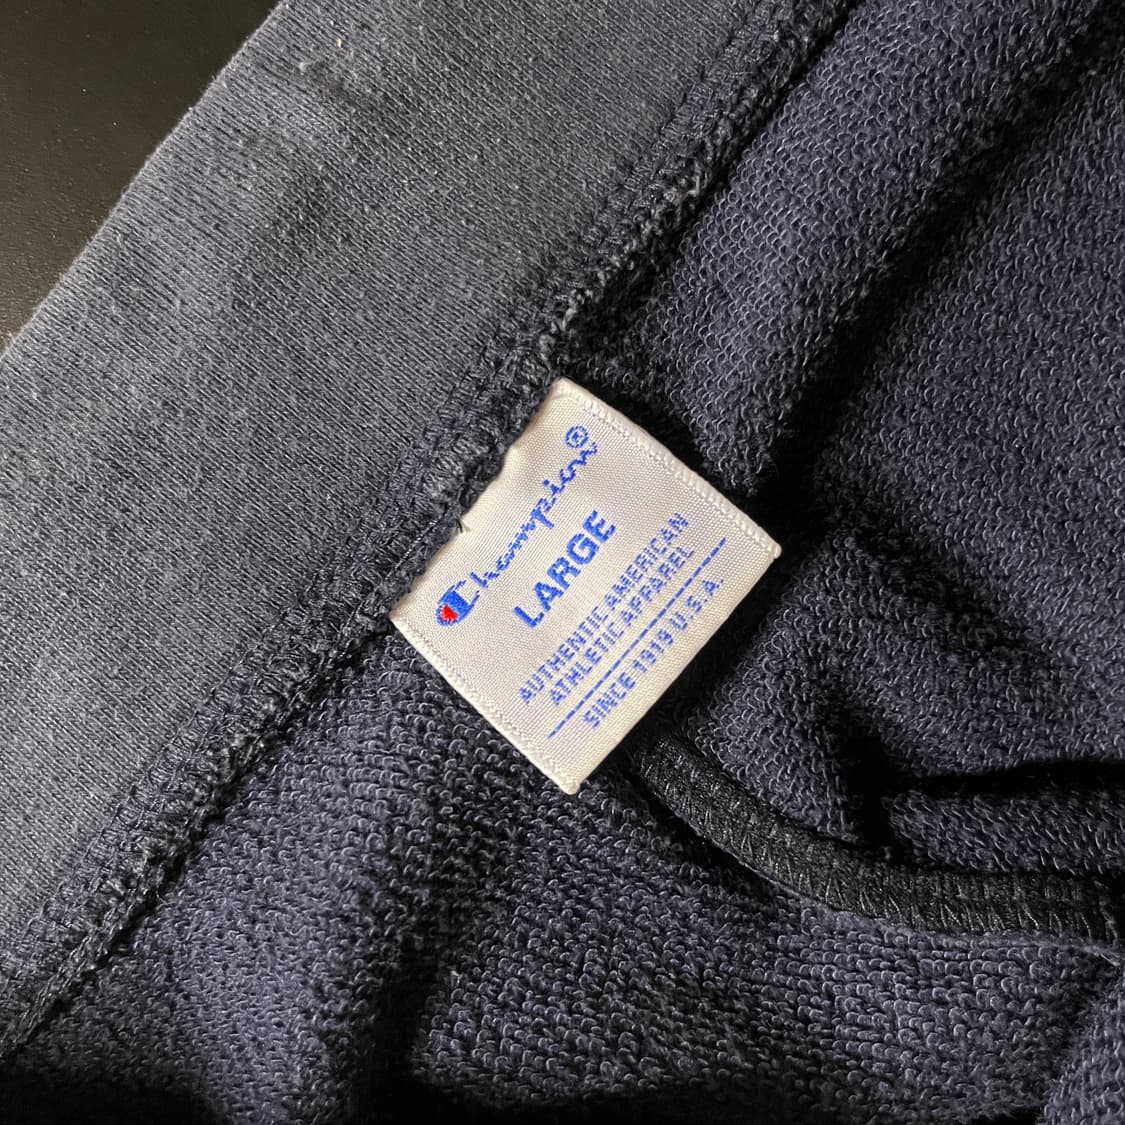 Champion®
LARGE
AUTHENTIC AMERICAN
ATHLETIC APPAREL
SINCE 1919 U.S.A.